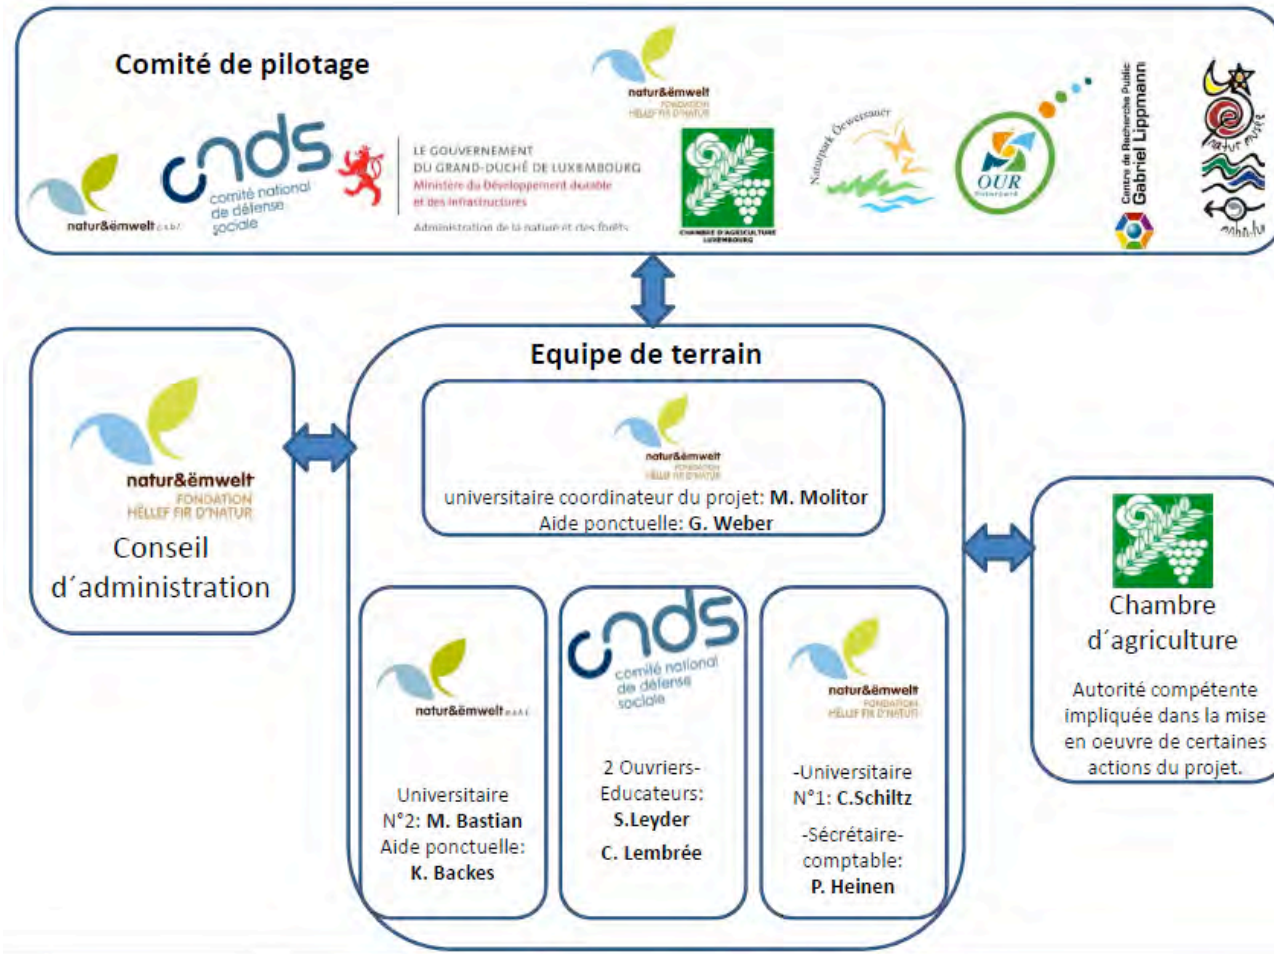 Comité de pilotage
natur&ëmwelt
FONDATION
HËLLEF FIR D'NATUR
natur&ëmwelt a.s.b.l.
cnds
comité national
de défense
sociale
LE GOUVERNEMENT
DU GRAND-DUCHÉ DE LUXEMBOURG
Ministère du Développement durable
et des Infrastructures
Administration de la nature et des forêts
CHAMBRE D'AGRICULTURE
LUXEMBOURG
Naturpark Öewersauer
OUR
Naturpark
Centre de Recherche Public
Gabriel Lippmann
natur musée
Equipe de terrain
natur&ëmwelt
FONDATION
HËLLEF FIR D'NATUR
universitaire coordinateur du projet: M. Molitor
Aide ponctuelle: G. Weber
natur&ëmwelt
FONDATION
HËLLEF FIR D'NATUR
Conseil
d´administration
natur&ëmwelt a.s.b.l.
Universitaire
N°2: M. Bastian
Aide ponctuelle:
K. Backes
cnds
comité national
de défense
sociale
2 Ouvriers-
Educateurs:
S.Leyder
C. Lembrée
natur&ëmwelt
FONDATION
HËLLEF FIR D'NATUR
-Universitaire
N°1: C.Schiltz
-Sécrétaire-
comptable:
P. Heinen
Chambre
d´agriculture
Autorité compétente
impliquée dans la mise
en oeuvre de certaines
actions du projet.